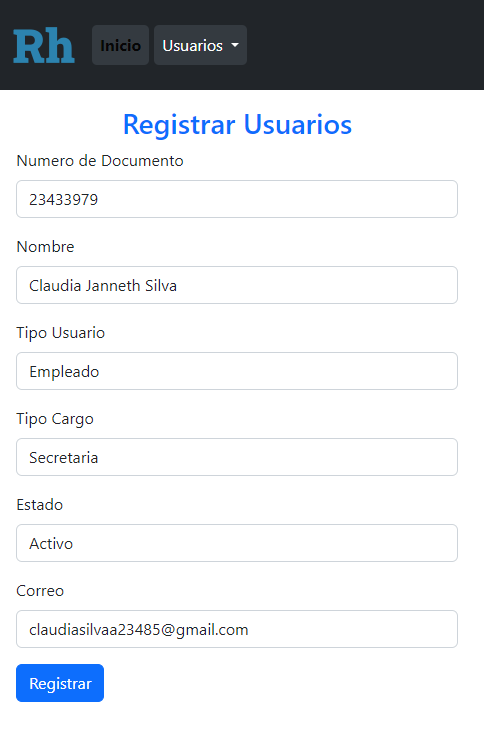 Rh
Inicio
Usuarios
Registrar Usuarios
Numero de Documento
23433979
Nombre
Claudia Janneth Silva
Tipo Usuario
Empleado
Tipo Cargo
Secretaria
Estado
Activo
Correo
claudiasilvaa23485@gmail.com
Registrar